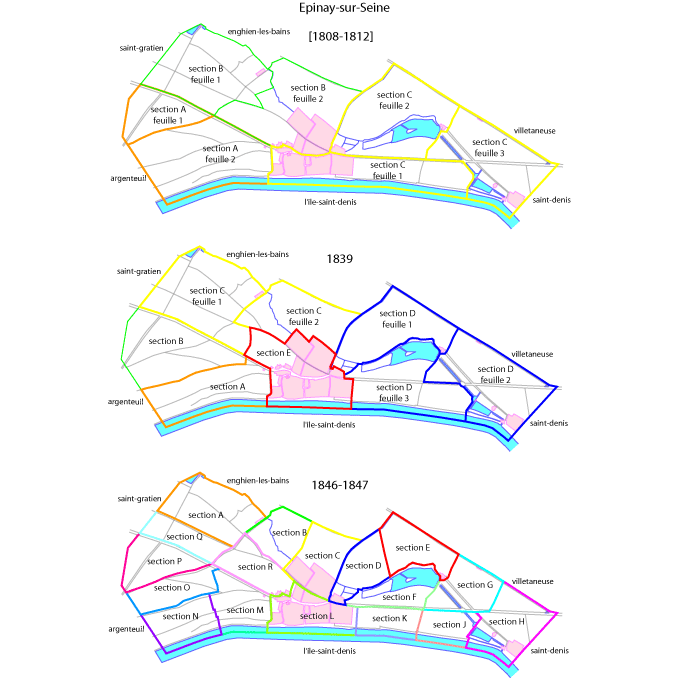 Epinay-sur-Seine
[1808-1812]
enghien-les-bains
saint-gratien
section B
feuille 1
section B
feuille 2
section C
feuille 2
section A
feuille 1
villetaneuse
section C
feuille 3
section A
feuille 2
section C
feuille 1
argenteuil
l'ile-saint-denis
saint-denis
1839
enghien-les-bains
saint-gratien
section C
feuille 1
section C
feuille 2
section D
feuille 1
section B
section E
villetaneuse
section D
feuille 2
section A
section D
feuille 3
argenteuil
l'ile-saint-denis
saint-denis
1846-1847
enghien-les-bains
saint-gratien
section A
section B
section Q
section C
section E
section P
section R
section D
section O
section G
villetaneuse
section F
section N
section M
section L
section K
section J
section H
argenteuil
l'ile-saint-denis
saint-denis